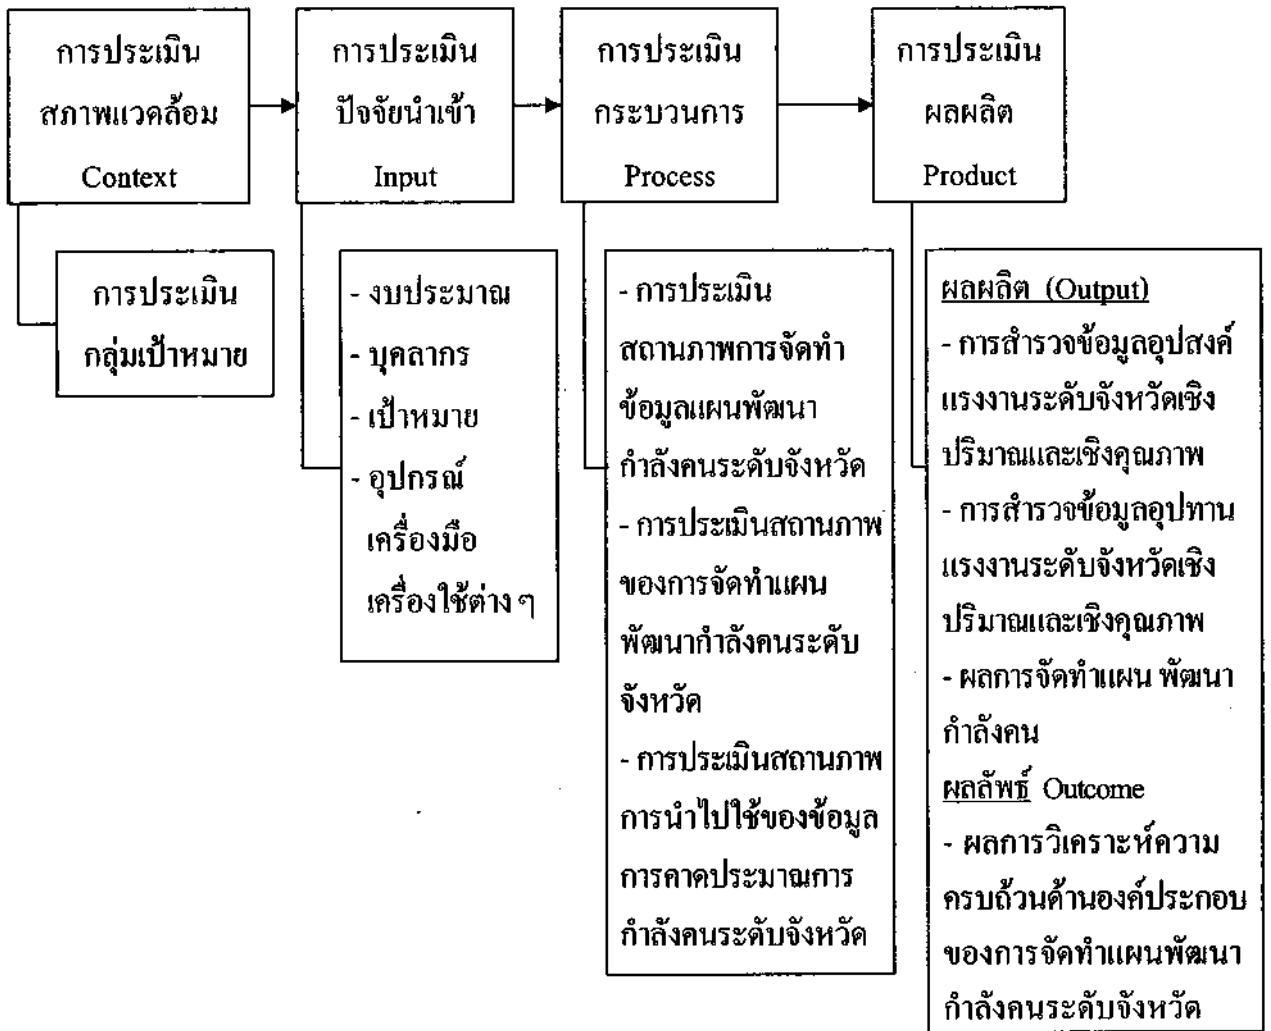 การประเมิน
สภาพแวดล้อม
Context
การประเมิน
ปัจจัยนำเข้า
Input
การประเมิน
กระบวนการ
Process
การประเมิน
ผลผลิต
Product
การประเมิน
กลุ่มเป้าหมาย
- งบประมาณ
- บุคลากร
- เป้าหมาย
- อุปกรณ์
เครื่องมือ
เครื่องใช้ต่าง ๆ
- การประเมิน
สถานภาพการจัดทำ
ข้อมูลแผนพัฒนา
กำลังคนระดับจังหวัด
- การประเมินสถานภาพ
ของการจัดทำแผน
พัฒนากำลังคนระดับ
จังหวัด
- การประเมินสถานภาพ
การนำไปใช้ของข้อมูล
การคาดประมาณการ
กำลังคนระดับจังหวัด
ผลผลิต (Output)
- การสำรวจข้อมูลอุปสงค์
แรงงานระดับจังหวัดเชิง
ปริมาณและเชิงคุณภาพ
- การสำรวจข้อมูลอุปทาน
แรงงานระดับจังหวัดเชิง
ปริมาณและเชิงคุณภาพ
- ผลการจัดทำแผน พัฒนา
กำลังคน
ผลลัพธ์ Outcome
- ผลการวิเคราะห์ความ
ครบถ้วนด้านองค์ประกอบ
ของการจัดทำแผนพัฒนา
กำลังคนระดับจังหวัด